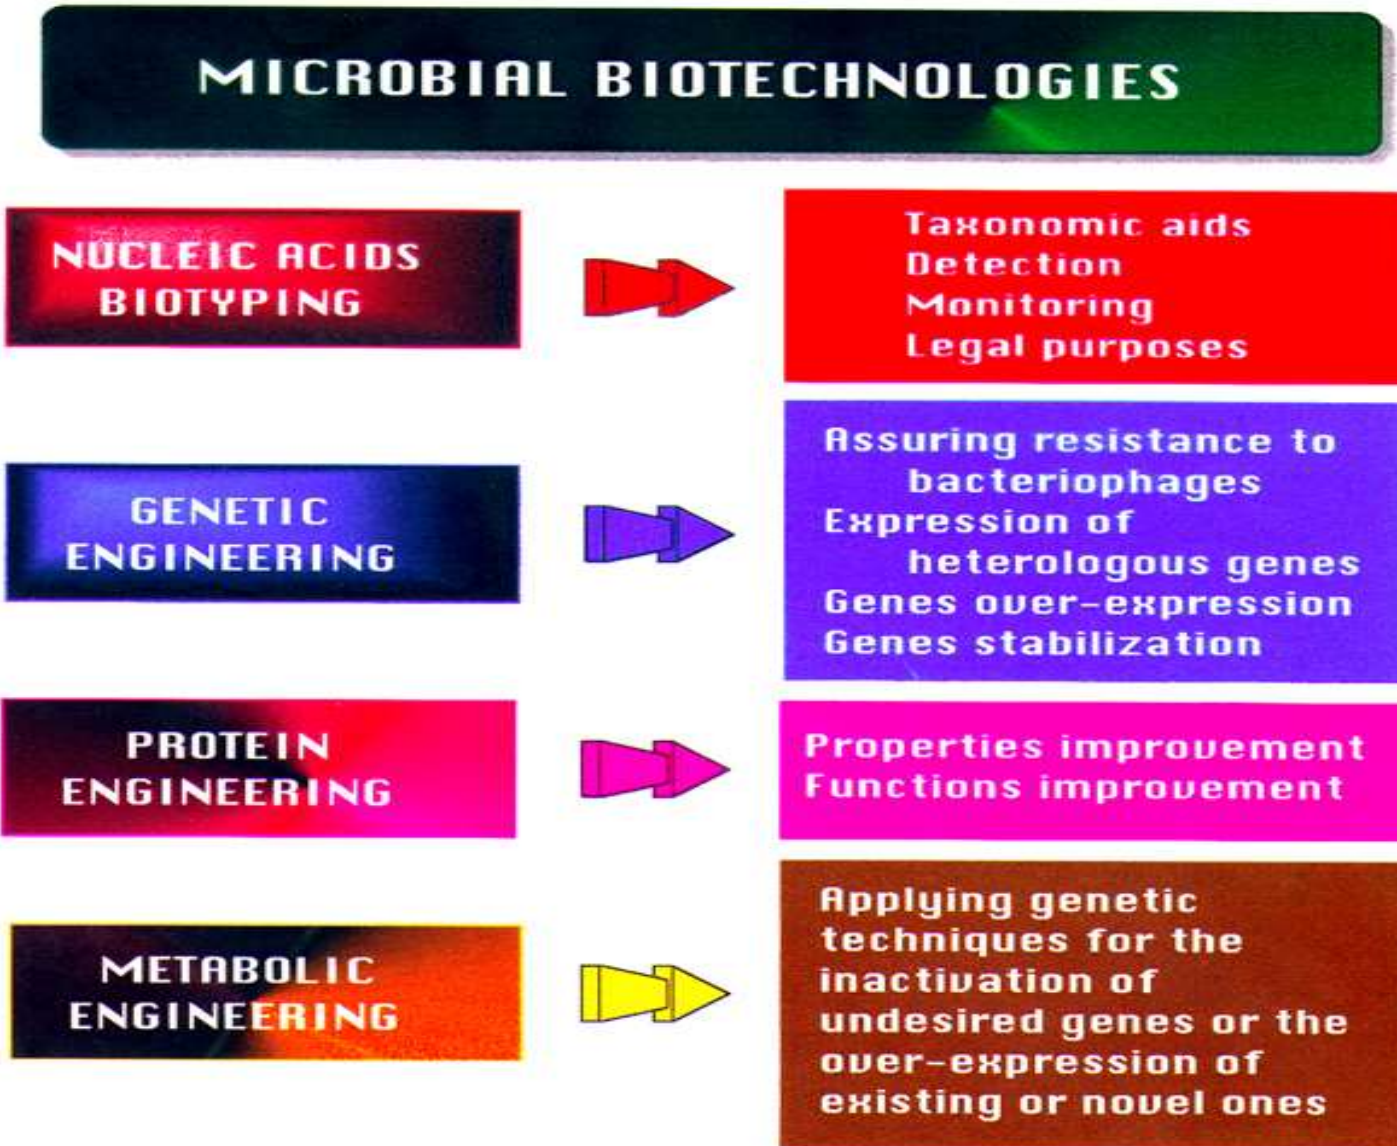 MICROBIAL BIOTECHNOLOGIES
NUCLEIC ACIDS
BIOTYPING
Taxonomic aids
Detection
Monitoring
Legal purposes
GENETIC
ENGINEERING
Assuring resistance to
bacteriophages
Expression of
heterologous genes
Genes over-expression
Genes stabilization
PROTEIN
ENGINEERING
Properties improvement
Functions improvement
METABOLIC
ENGINEERING
Applying genetic
techniques for the
inactivation of
undesired genes or the
over-expression of
existing or novel ones